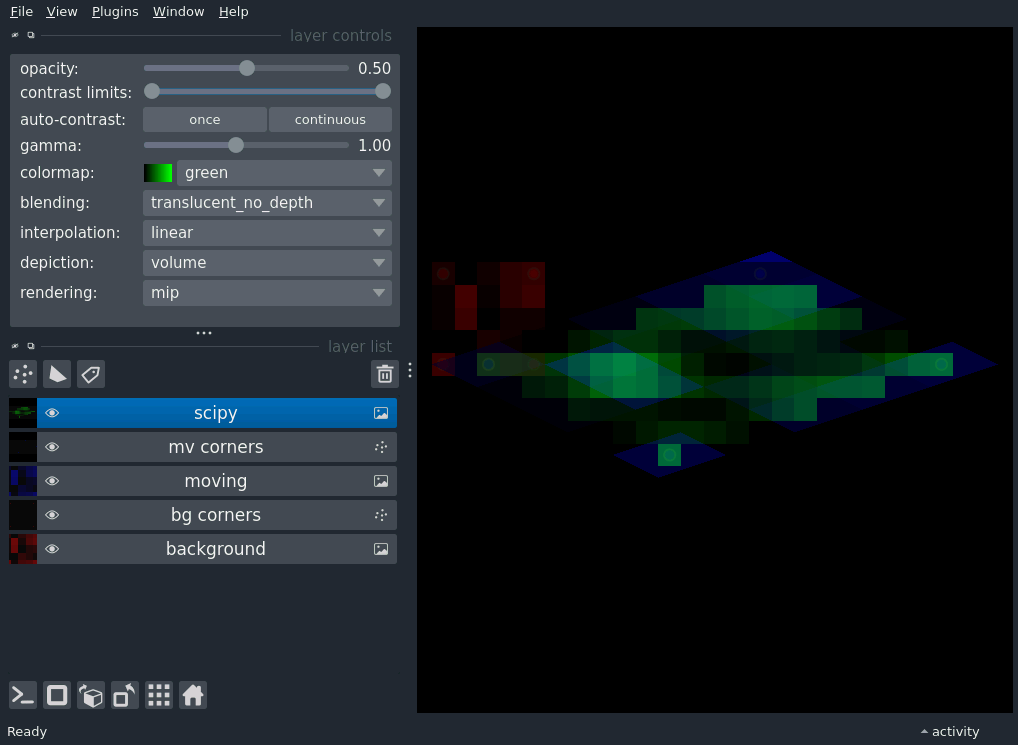 File View Plugins Window Help
layer controls
opacity: 0.50
contrast limits:
auto-contrast: once continuous
gamma: 1.00
colormap: green
blending: translucent_no_depth
interpolation: linear
depiction: volume
rendering: mip
layer list
scipy
mv corners
moving
bg corners
background
Ready activity